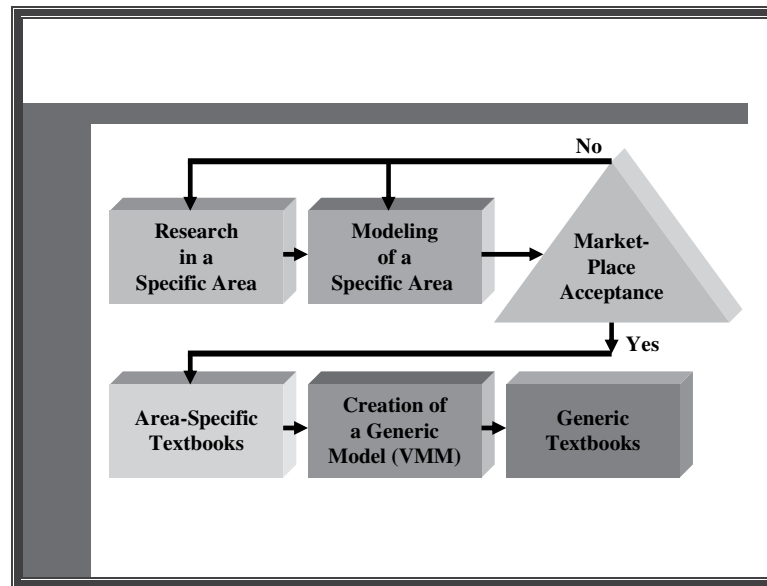 No
Research
in a
Specific Area
Modeling
of a
Specific Area
Market-
Place
Acceptance
Yes
Area-Specific
Textbooks
Creation of
a Generic
Model (VMM)
Generic
Textbooks